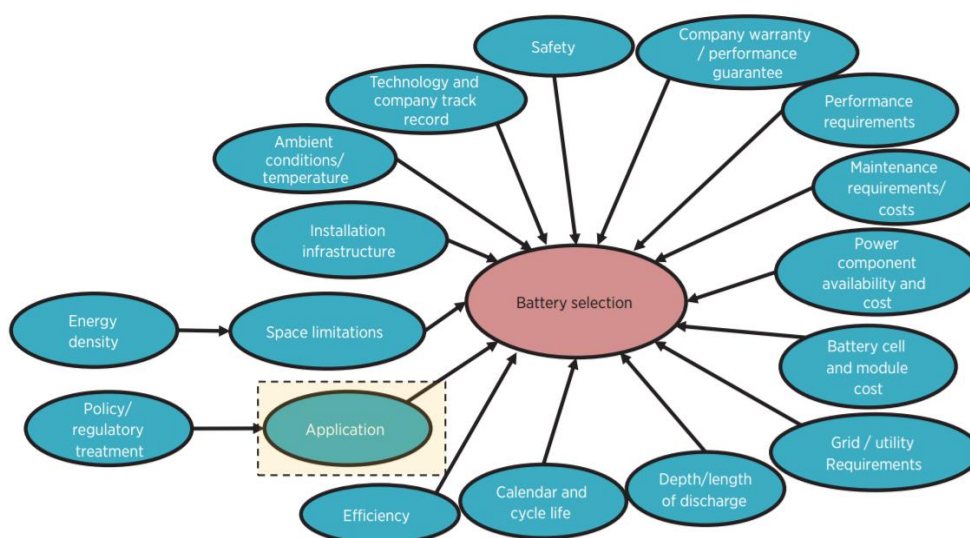 Safety
Company warranty
/ performance
guarantee
Technology and
company track
record
Performance
requirements
Ambient
conditions/
temperature
Maintenance
requirements/
costs
Installation
infrastructure
Power
component
availability and
cost
Battery selection
Energy
density
Space limitations
Battery cell
and module
cost
Policy/
regulatory
treatment
Application
Grid / utility
Requirements
Efficiency
Calendar and
cycle life
Depth/length
of discharge